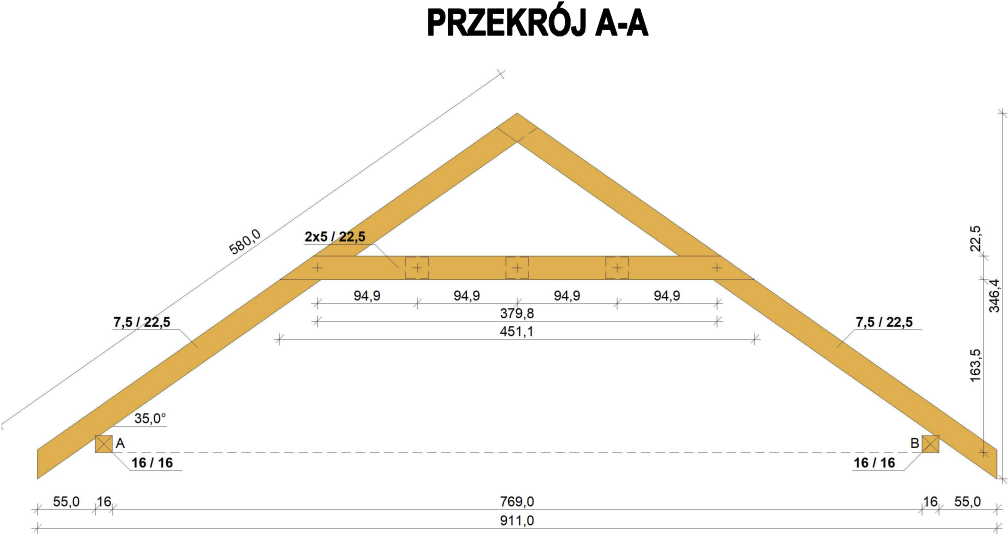 PRZEKRÓJ A-A
580,0
2x5 / 22,5
22,5
346,4
94,9 94,9 94,9 94,9
379,8
451,1
7,5 / 22,5
7,5 / 22,5
163,5
35,0°
A
B
16 / 16
16 / 16
55,0 16 769,0 16 55,0
911,0